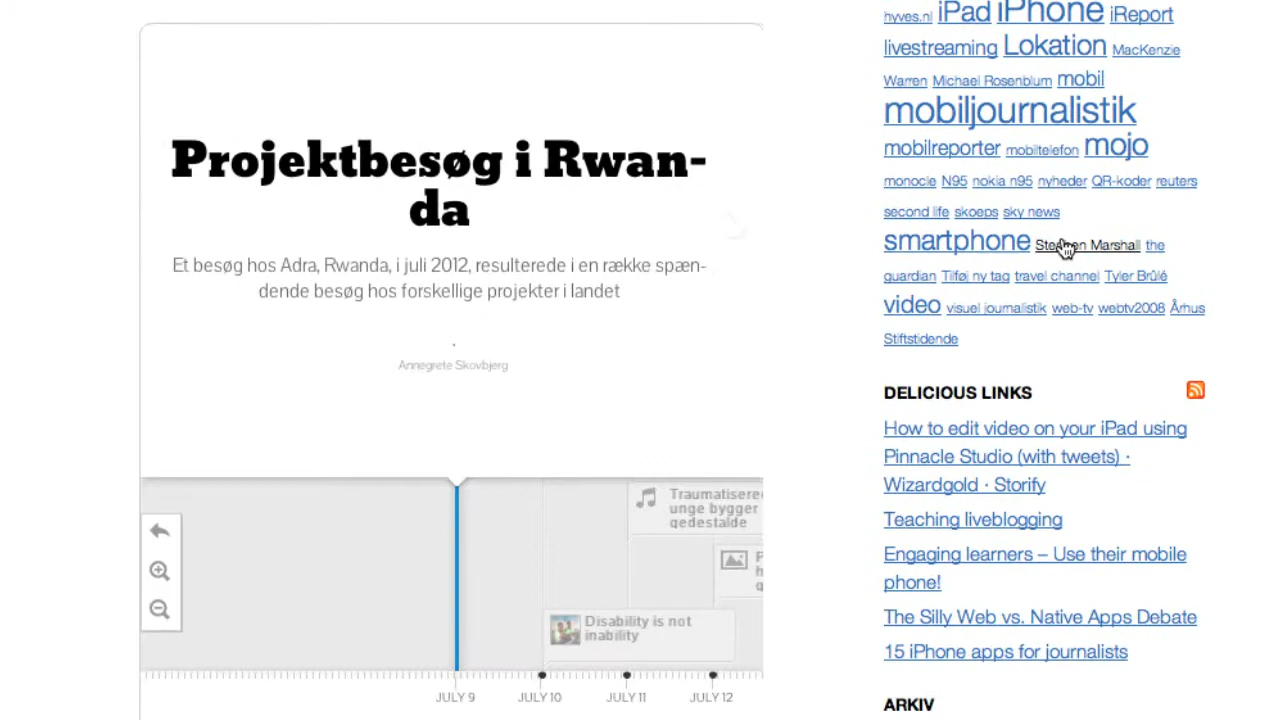 Projektbesøg i Rwan-
da
Et besøg hos Adra, Rwanda, i juli 2012, resulterede i en række spæn-
dende besøg hos forskellige projekter i landet
.
Annegrete Skovbjerg
Traumatisere
unge bygger
gedestalde
Disability is not
inability
JULY 9 JULY 10 JULY 11 JULY 12
hyves.nl iPad iPhone iReport
livestreaming Lokation MacKenzie
Warren Michael Rosenblum mobil
mobiljournalistik
mobilreporter mobiltelefon mojo
monocle N95 nokia n95 nyheder QR-koder reuters
second life skoeps sky news
smartphone Stephen Marshall the
guardian Tilføj ny tag travel channel Tyler Brûlé
video visuel journalistik web-tv webtv2008 Århus
Stiftstidende
DELICIOUS LINKS
How to edit video on your iPad using
Pinnacle Studio (with tweets) ·
Wizardgold · Storify
Teaching liveblogging
Engaging learners – Use their mobile
phone!
The Silly Web vs. Native Apps Debate
15 iPhone apps for journalists
ARKIV